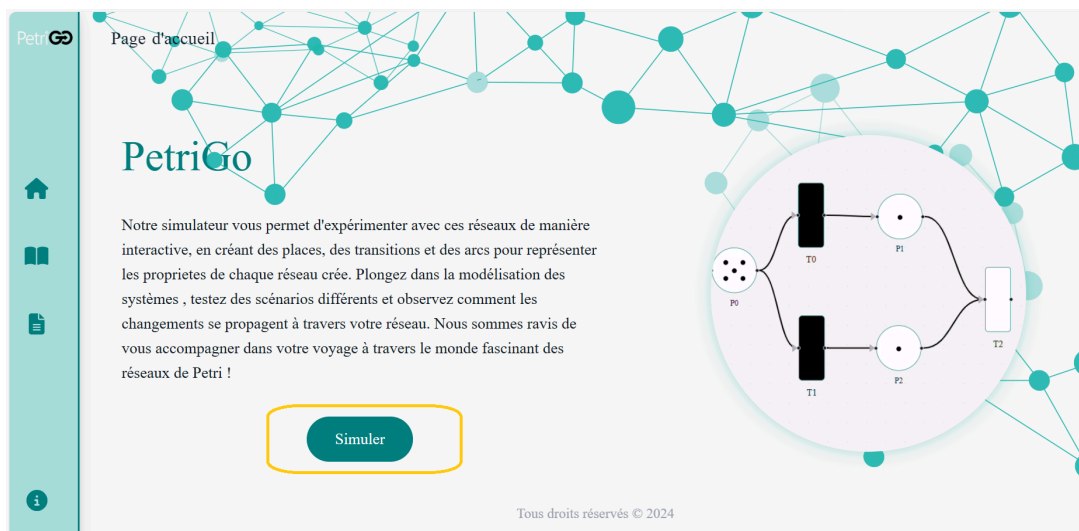 Petri GO
Page d'accueil
PetriGo
Notre simulateur vous permet d'expérimenter avec ces réseaux de manière
interactive, en créant des places, des transitions et des arcs pour représenter
les proprietes de chaque réseau crée. Plongez dans la modélisation des
systèmes , testez des scénarios différents et observez comment les
changements se propagent à travers votre réseau. Nous sommes ravis de
vous accompagner dans votre voyage à travers le monde fascinant des
réseaux de Petri !
Simuler
T0
P1
P0
T2
P2
T1
Tous droits réservés © 2024